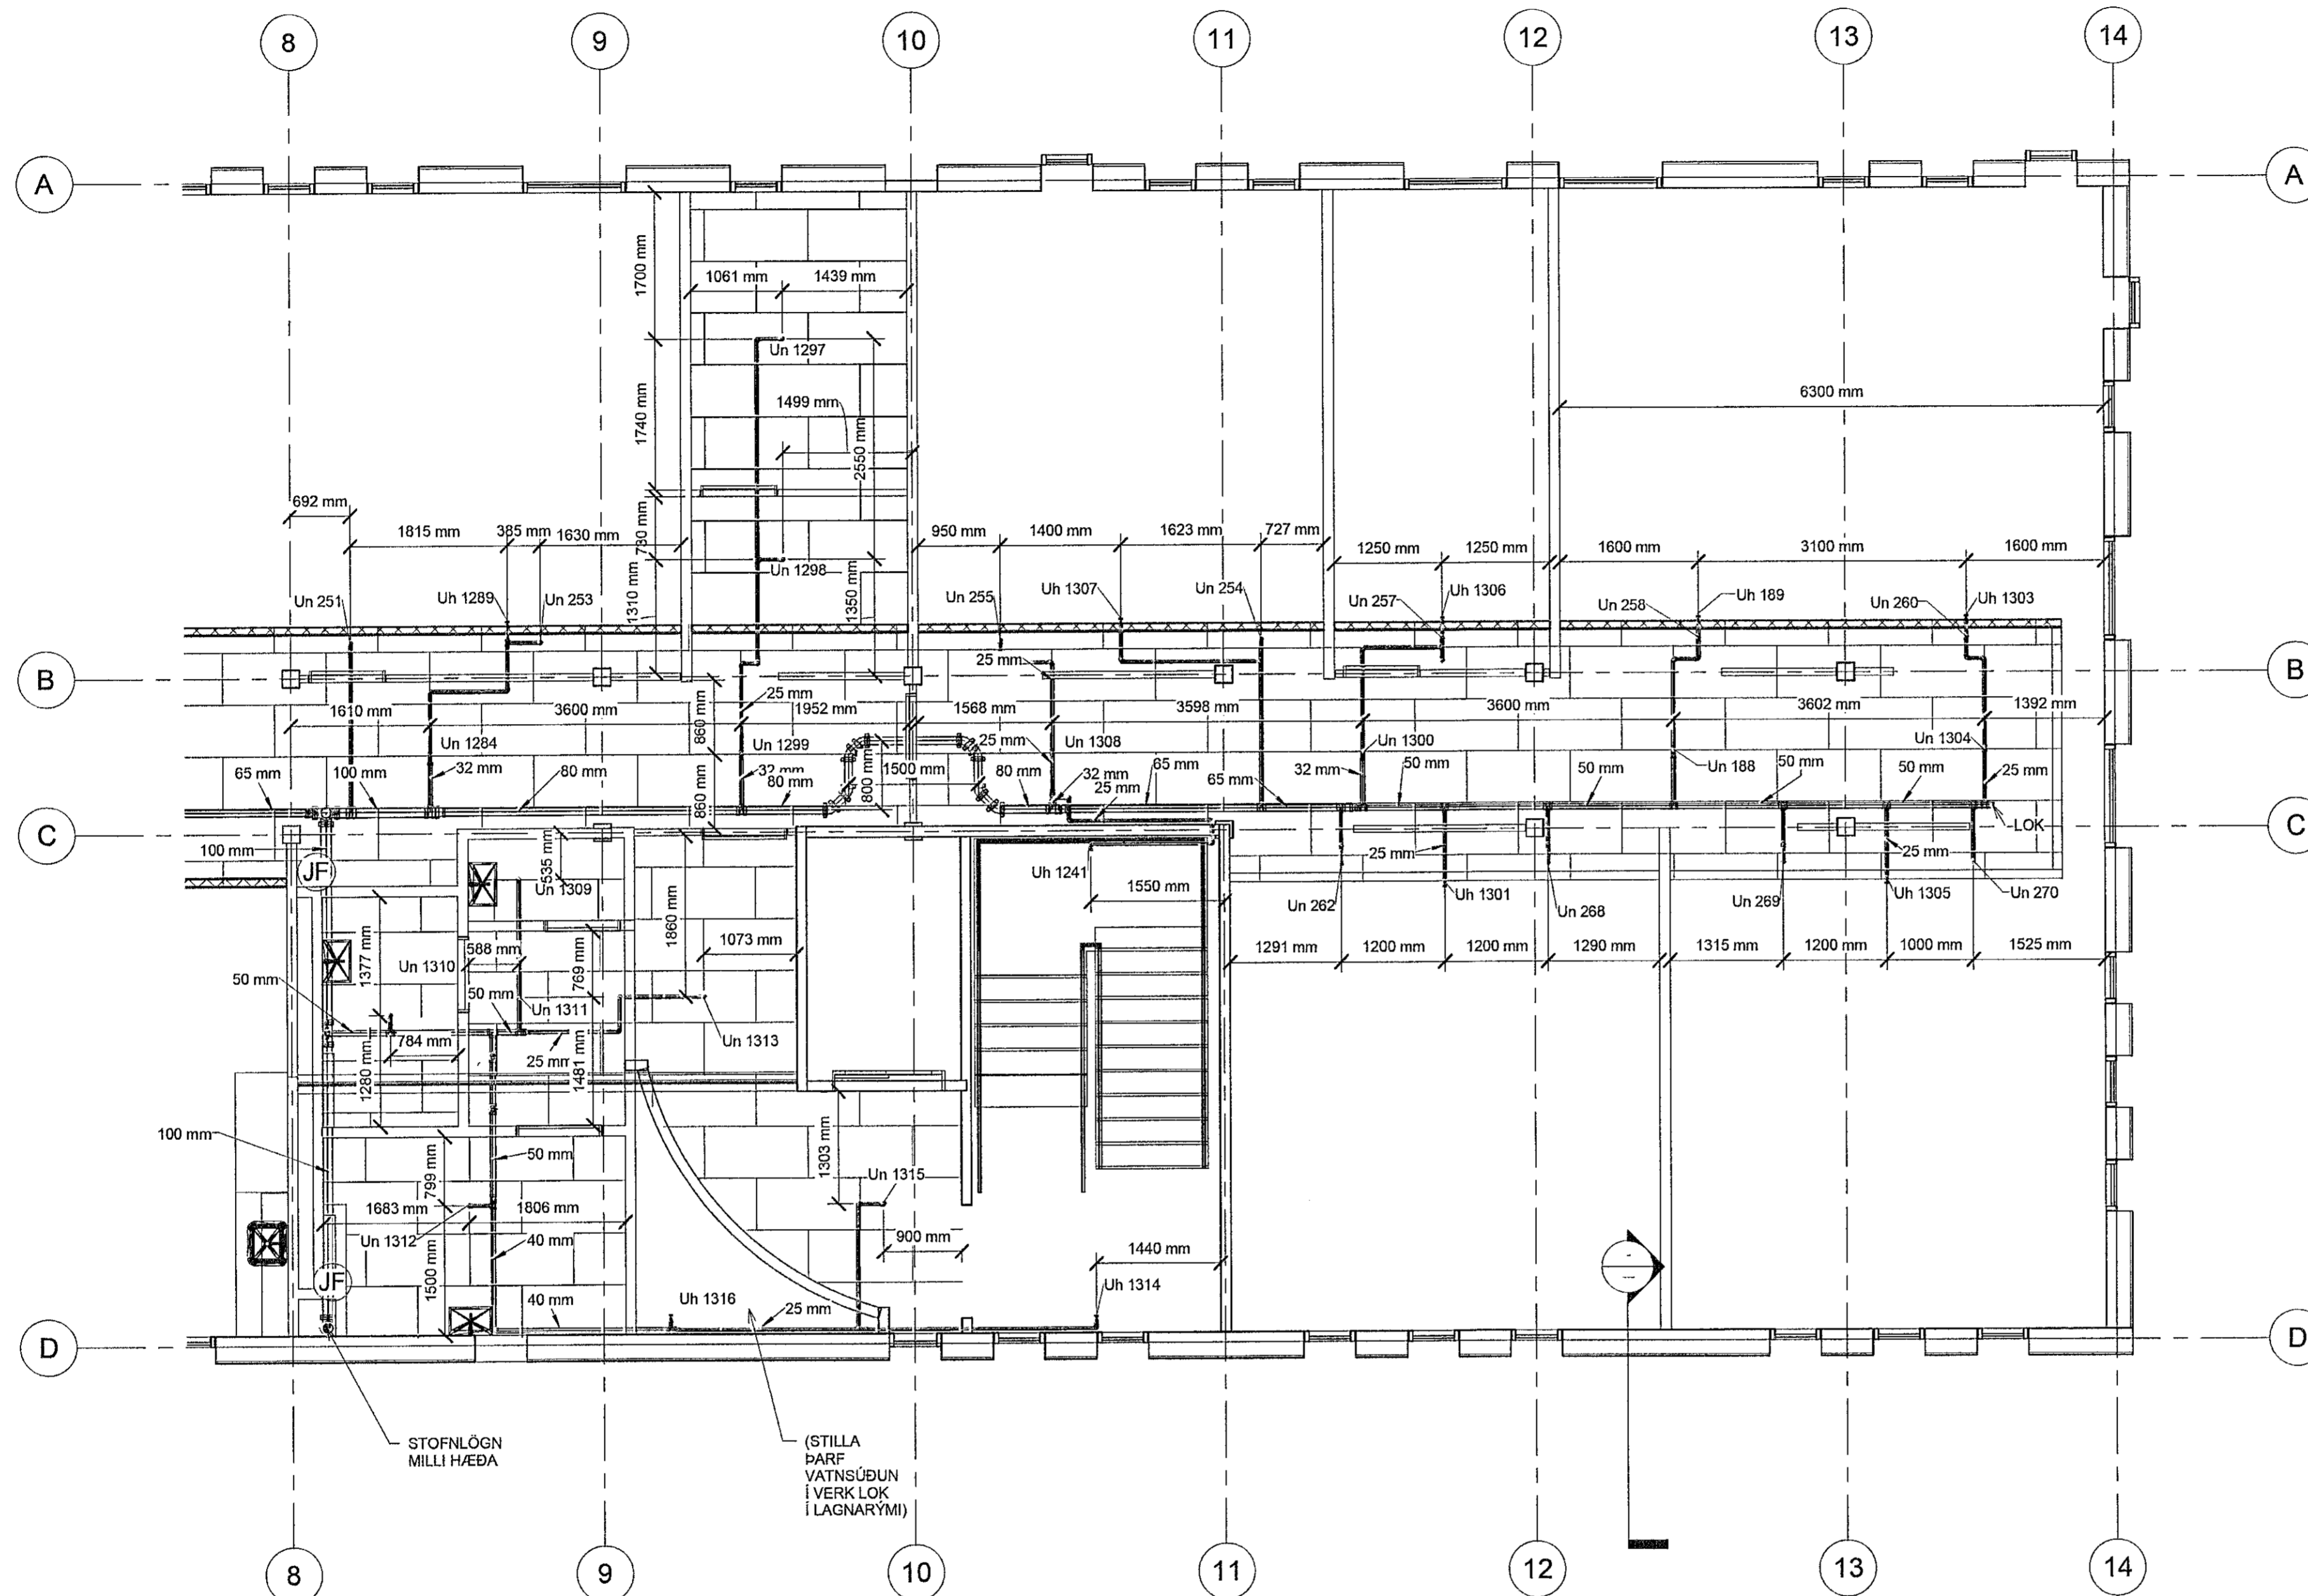 8 9 10 11 12 13 14
A A
1700 mm
1061 mm 1439 mm
Un 1297
1740 mm
1499 mm
2550 mm
6300 mm
692 mm
1815 mm 385 mm 1630 mm
730 mm
950 mm 1400 mm 1623 mm 727 mm
1250 mm 1250 mm 1600 mm 3100 mm 1600 mm
Un 1298
1310 mm
1350 mm
Un 251 Uh 1289 Un 253
Un 255 Uh 1307 Un 254
Un 257 Uh 1306 Un 258 Uh 189 Un 260 Uh 1303
B B
25 mm
25 mm
1610 mm 3600 mm 860 mm 1952 mm 1568 mm 3598 mm 3600 mm 3602 mm 1392 mm
Un 1284 Un 1299 25 mm Un 1308 Un 1300 Un 1304
65 mm 100 mm 32 mm 80 mm 32 mm 80 mm 800 mm 1500 mm 80 mm 32 mm 25 mm 65 mm 65 mm 32 mm 50 mm 50 mm Un 188 50 mm 50 mm 25 mm
860 mm
C C
LOK
100 mm
JF
535 mm
Un 1309
Uh 1241
1550 mm
25 mm
25 mm
Un 262 Uh 1301 Un 268 Un 269 Uh 1305 Un 270
1860 mm
1073 mm
1291 mm 1200 mm 1200 mm 1290 mm 1315 mm 1200 mm 1000 mm 1525 mm
1377 mm
Un 1310
588 mm
769 mm
50 mm
50 mm
Un 1311
Un 1313
784 mm
25 mm
1280 mm
1481 mm
100 mm
50 mm
799 mm
1303 mm
Un 1315
1683 mm 1806 mm
Un 1312
40 mm
900 mm
1440 mm
1500 mm
JF
40 mm
Uh 1316
25 mm
Uh 1314
D D
STOFNLÖGN
MILLI HÆÐA
(STILLA
ÞARF
VATNSÚÐUN
Í VERK LOK
Í LAGNARÝMI)
8 9 10 11 12 13 14